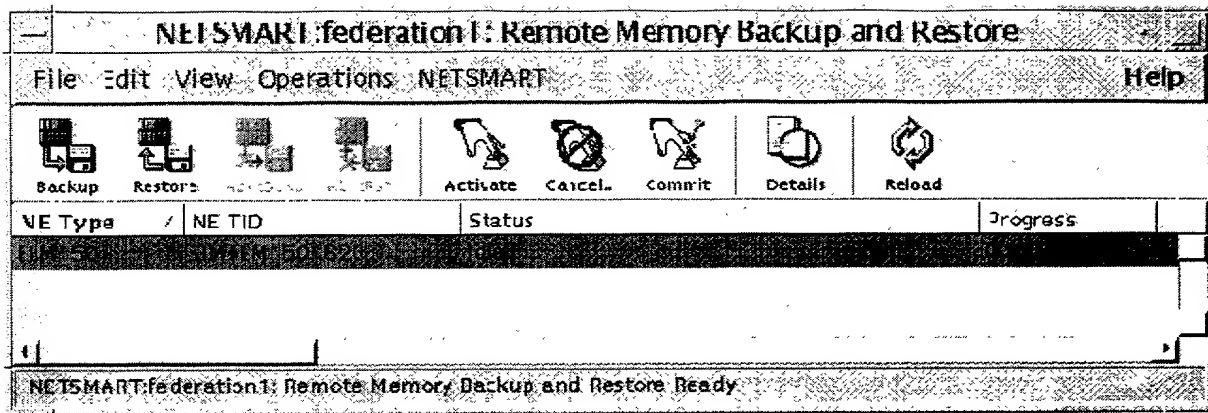 NETSMART:federation1: Remote Memory Backup and Restore
File Edit View Operations NETSMART Help
Backup Restore Activate Cancel.. Commit Details Reload
NE Type NE TID Status Progress
NETSMART:federation1: Remote Memory Backup and Restore Ready